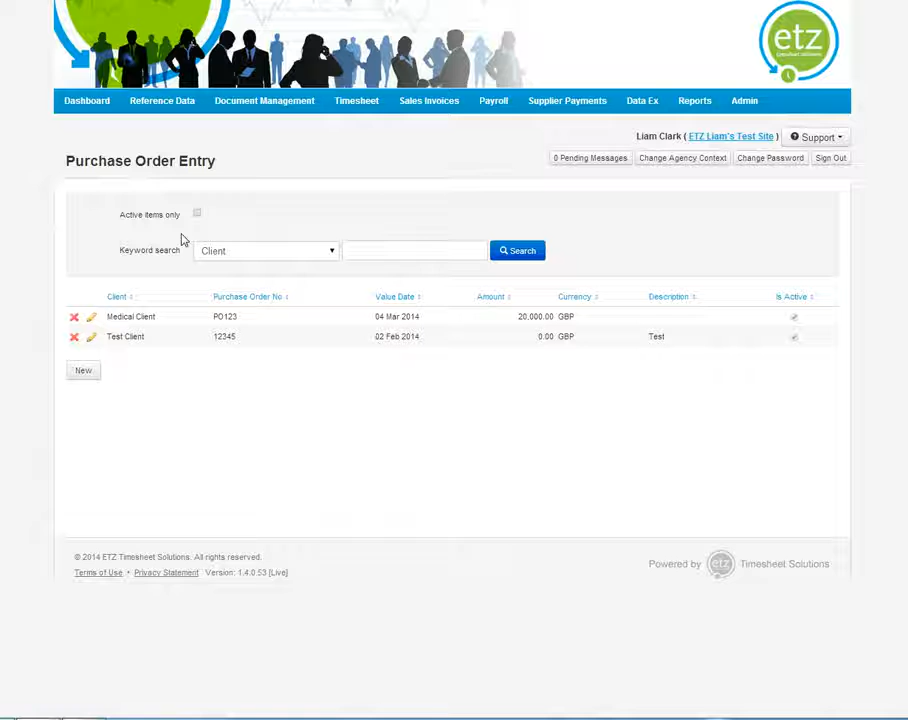 etz
timesheet solutions
Dashboard Reference Data Document Management Timesheet Sales Invoices Payroll Supplier Payments Data Ex Reports Admin
Liam Clark ( ETZ Liam's Test Site ) Support
Purchase Order Entry
0 Pending Messages Change Agency Context Change Password Sign Out
Active items only
Keyword search Client Search
Client Purchase Order No Value Date Amount Currency Description Is Active
Medical Client PO123 04 Mar 2014 20,000.00 GBP
Test Client 12345 02 Feb 2014 0.00 GBP Test
New
© 2014 ETZ Timesheet Solutions. All rights reserved.
Terms of Use • Privacy Statement Version: 1.4.0.53 [Live]
Powered by etz Timesheet Solutions